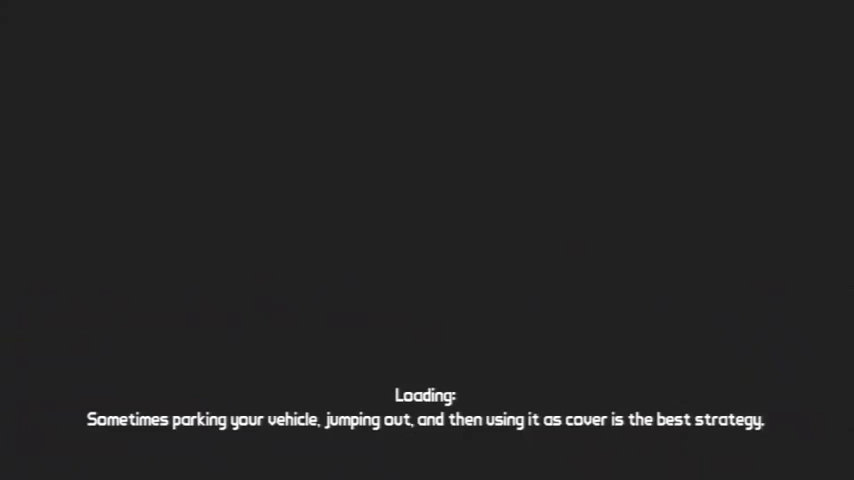 Loading:
Sometimes parking your vehicle, jumping out, and then using it as cover is the best strategy.